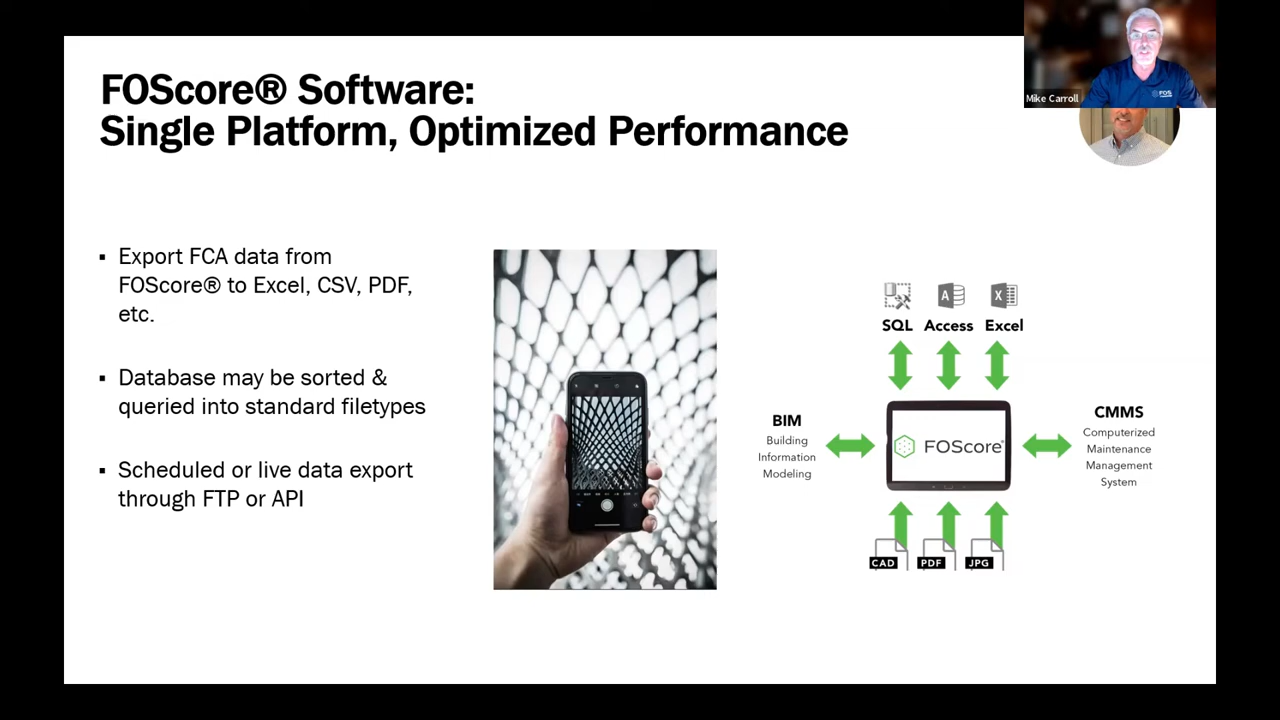 FOScore® Software:
Single Platform, Optimized Performance
Mike Carroll
FOS
▪ Export FCA data from
FOScore® to Excel, CSV, PDF,
etc.
▪ Database may be sorted &
queried into standard filetypes
▪ Scheduled or live data export
through FTP or API
A
X
SQL Access Excel
BIM
Building
Information
Modeling
FOScore®
CMMS
Computerized
Maintenance
Management
System
CAD PDF JPG